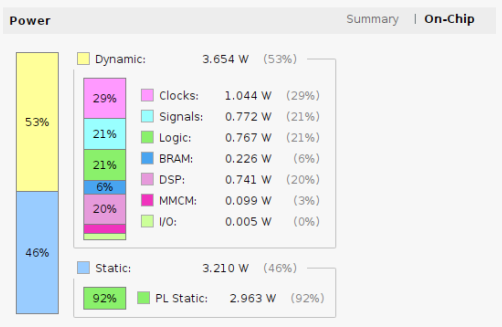 Power Summary | On-Chip
Dynamic: 3.654 W (53%)
29% Clocks: 1.044 W (29%)
53% 21% Signals: 0.772 W (21%)
21% Logic: 0.767 W (21%)
6% BRAM: 0.226 W (6%)
20% DSP: 0.741 W (20%)
MMCM: 0.099 W (3%)
I/O: 0.005 W (0%)
46% Static: 3.210 W (46%)
92% PL Static: 2.963 W (92%)